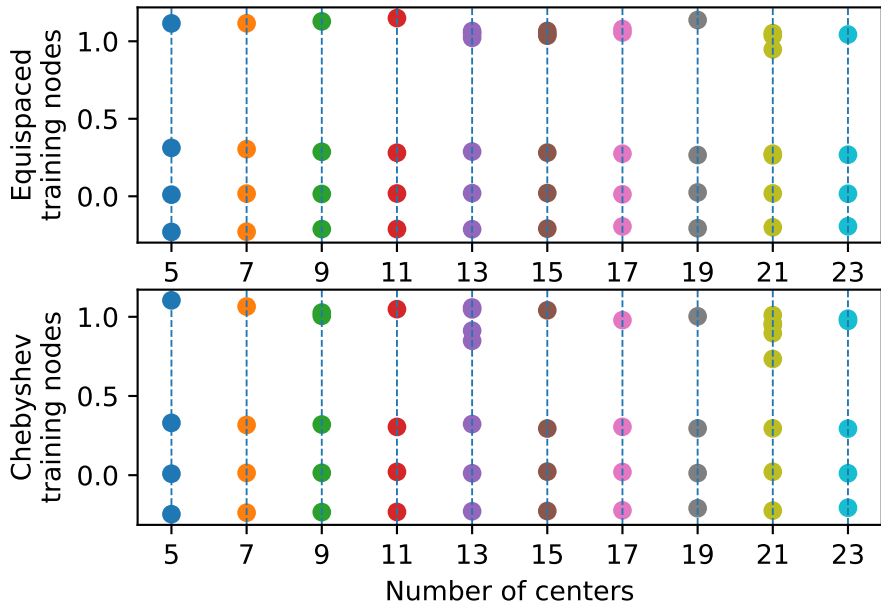 Equispaced
training nodes
1.0
0.5
0.0
5 7 9 11 13 15 17 19 21 23
Chebyshev
training nodes
1.0
0.5
0.0
5 7 9 11 13 15 17 19 21 23
Number of centers